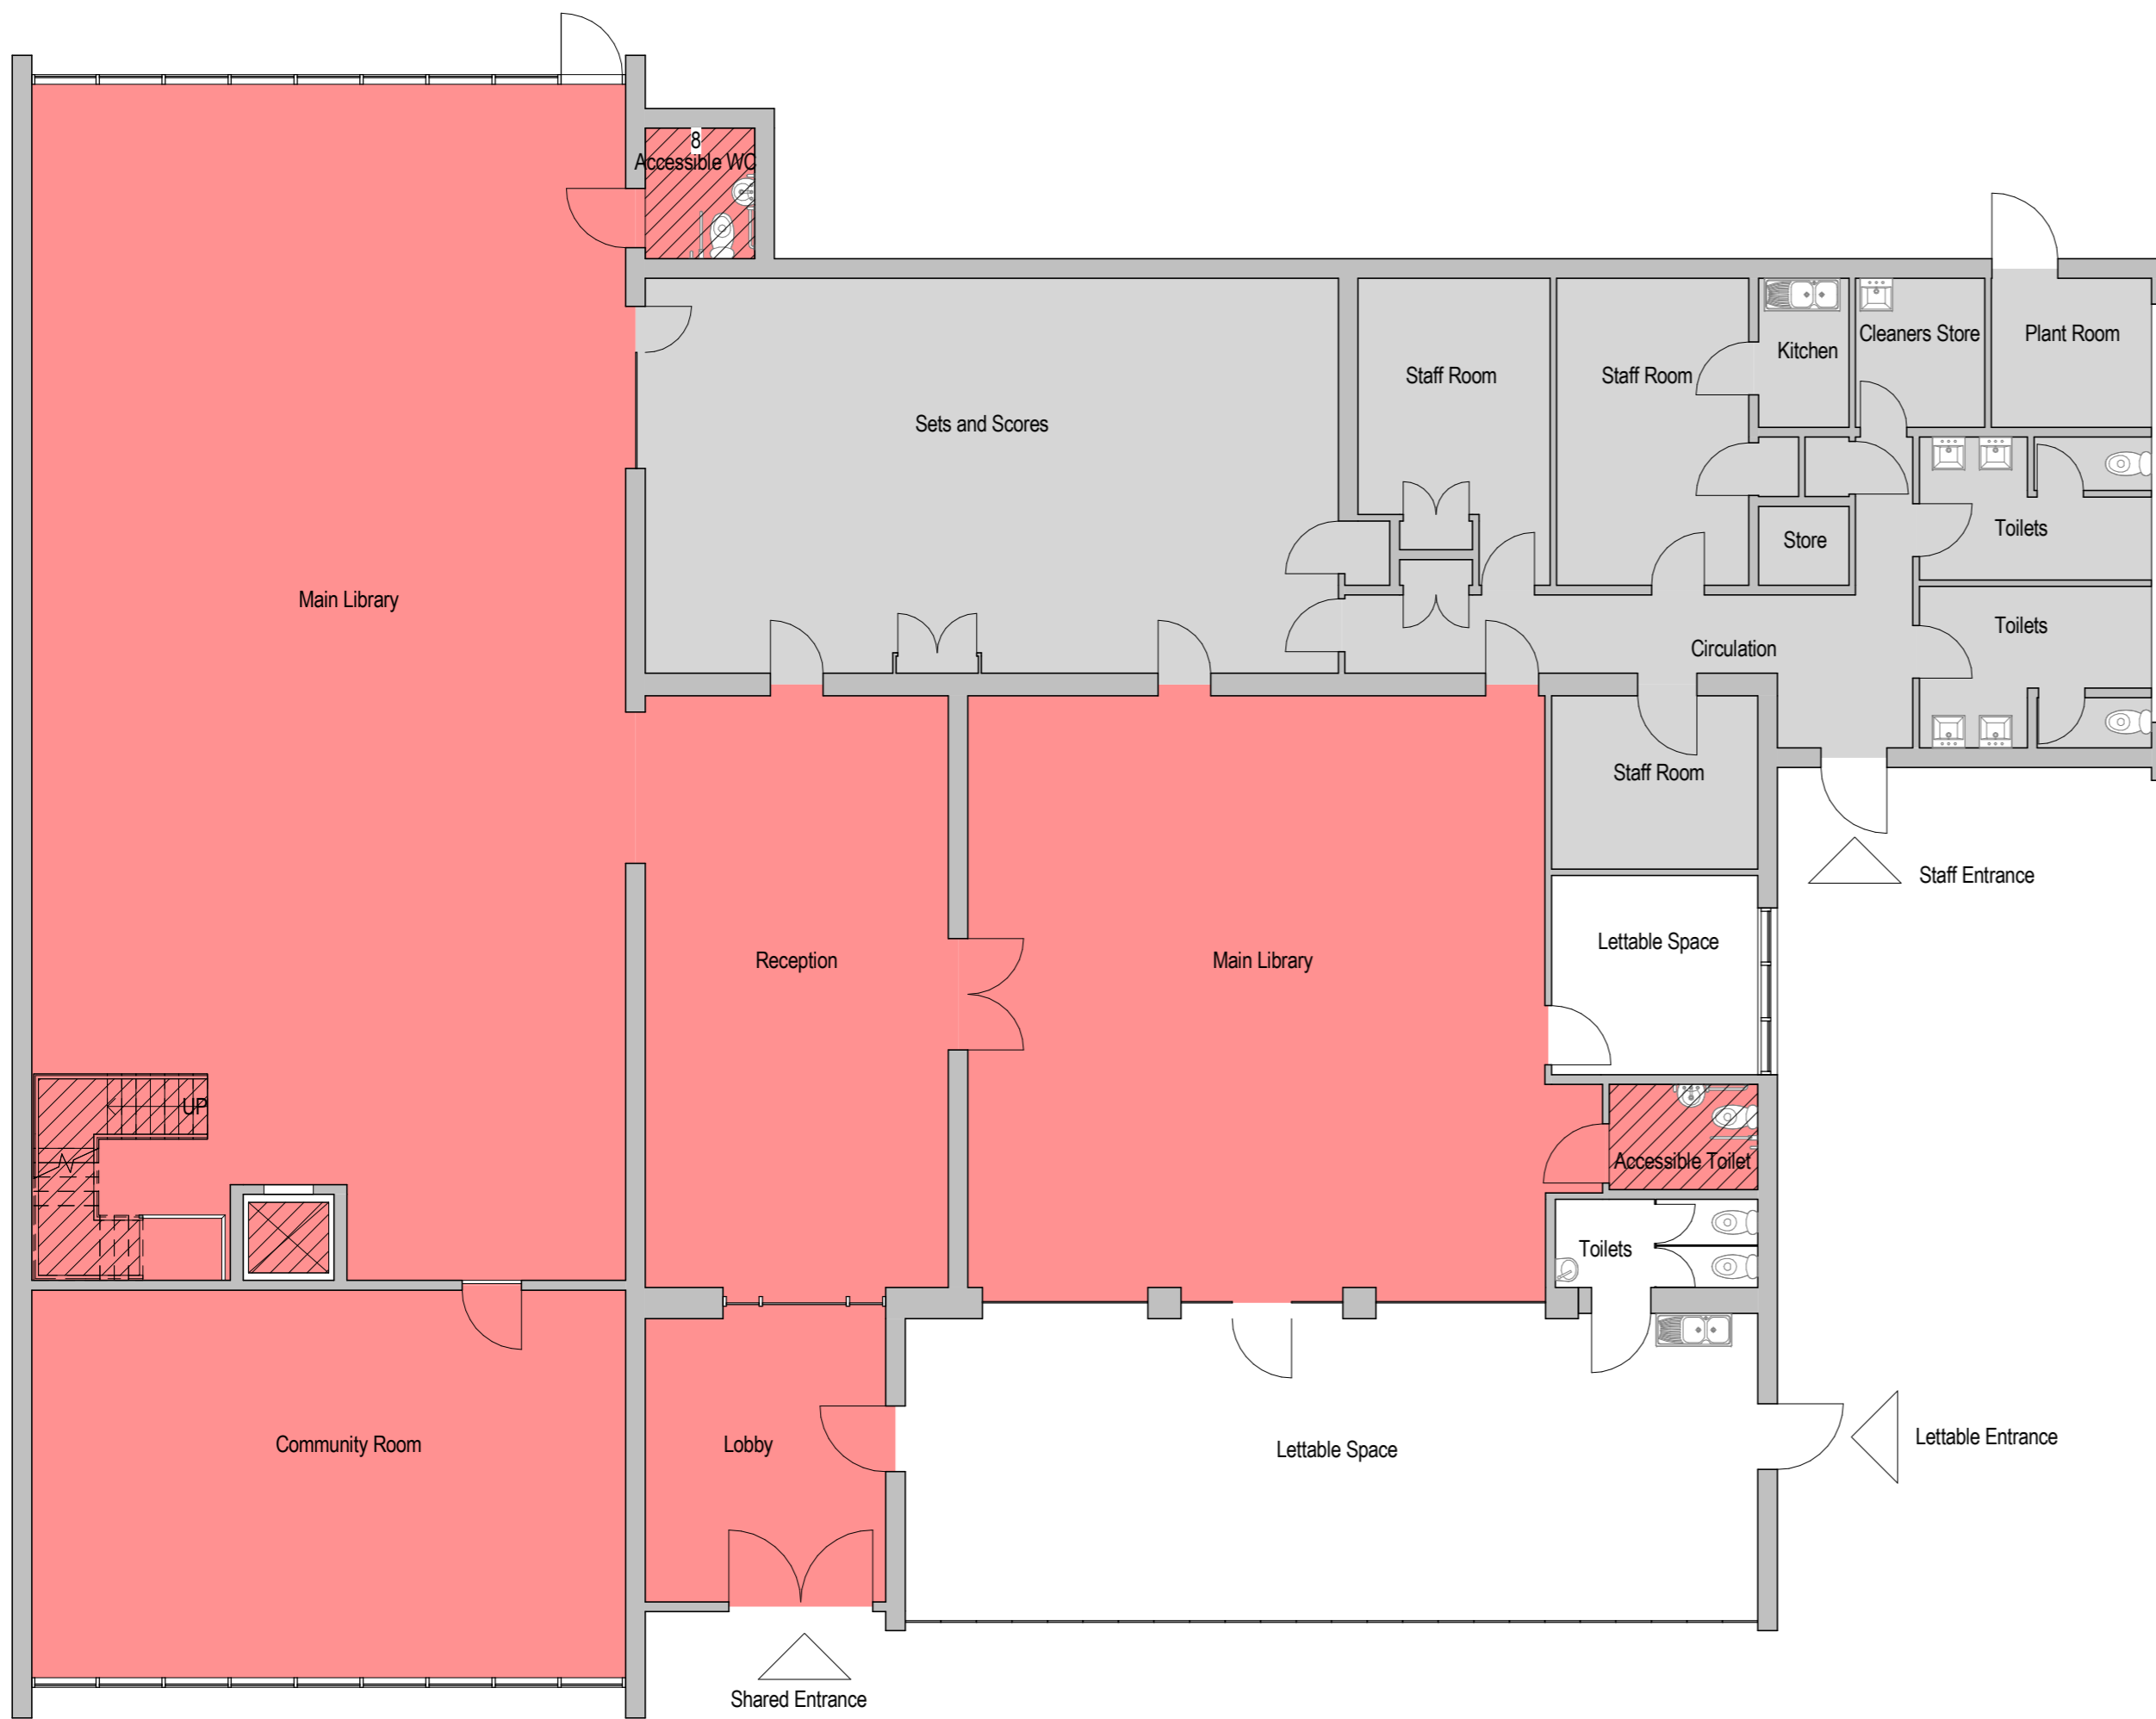 8
Accessible WC
Cleaners Store
Plant Room
Kitchen
Staff Room
Staff Room
Sets and Scores
Toilets
Store
Main Library
Toilets
Circulation
Staff Room
Staff Entrance
Lettable Space
Reception
Main Library
UP
Accessible Toilet
Toilets
Lettable Entrance
Community Room
Lobby
Lettable Space
Shared Entrance